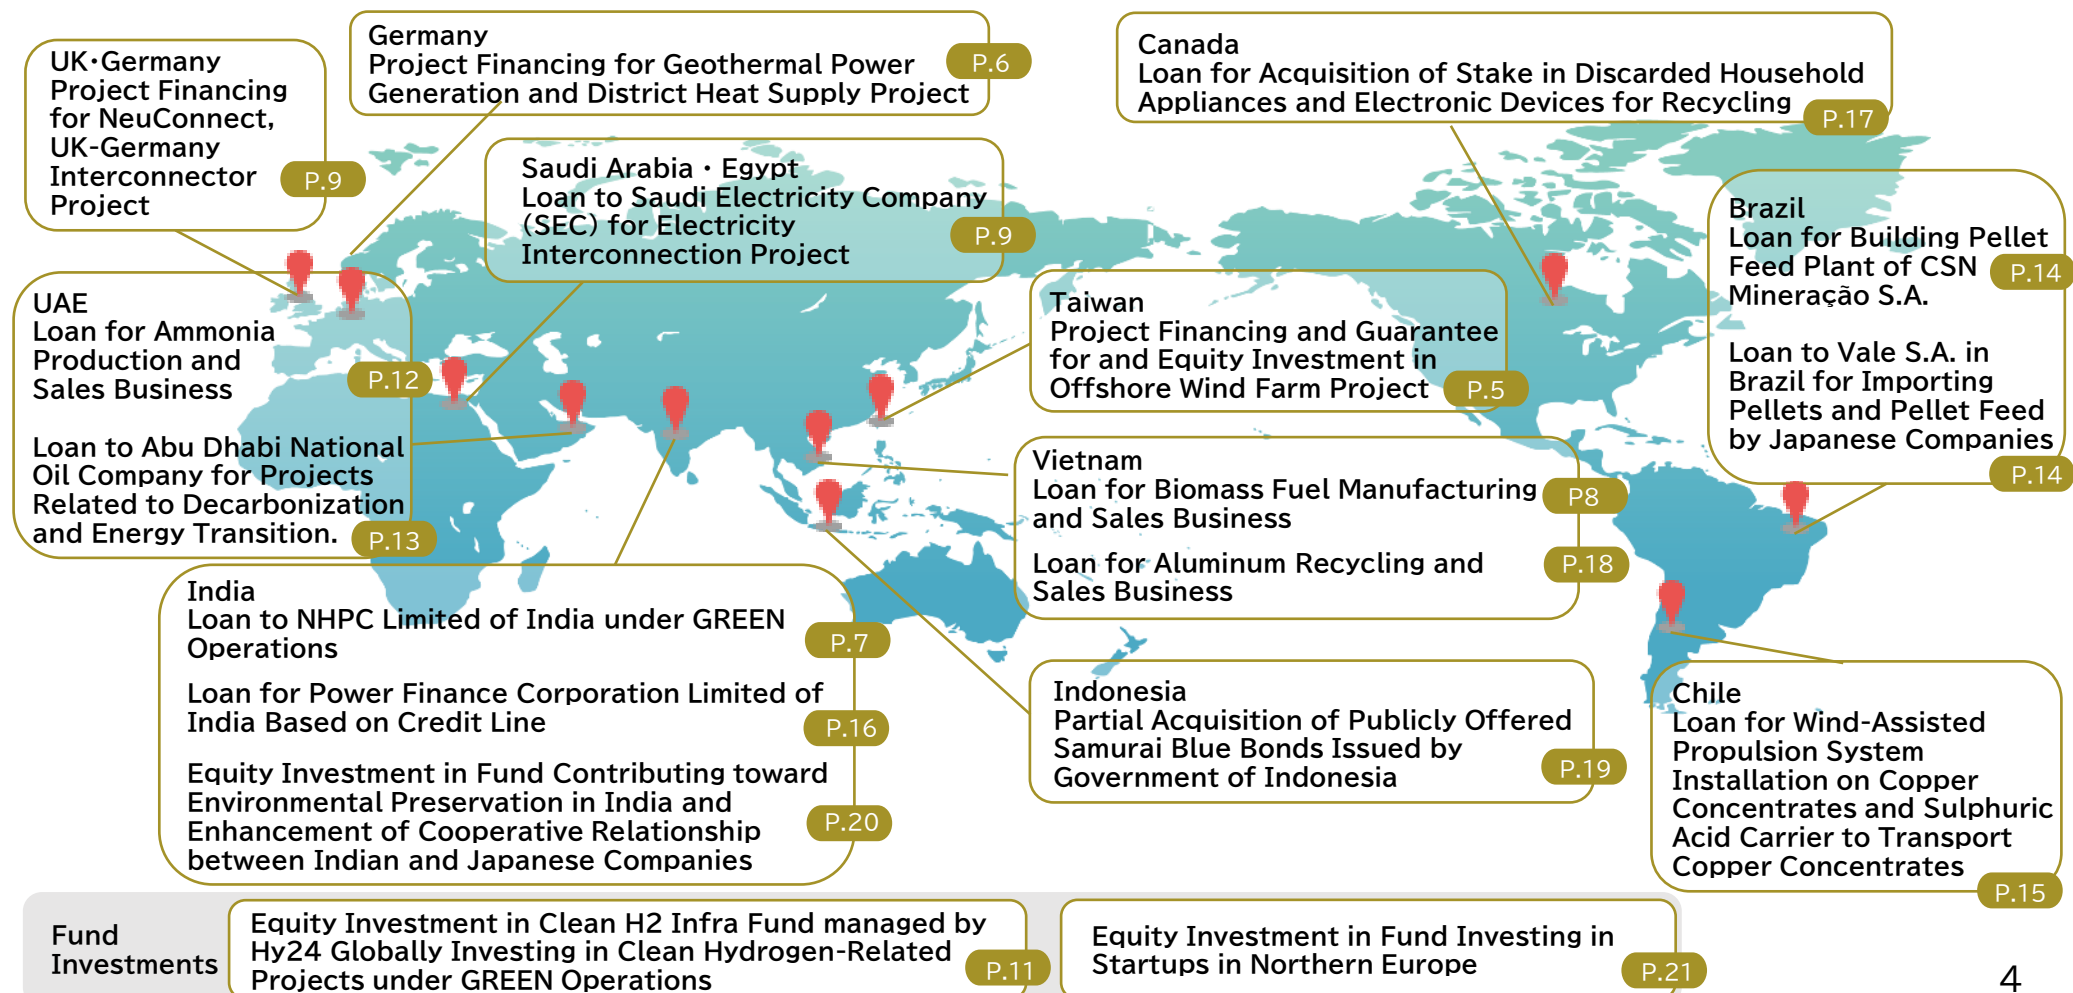 UK・Germany
Project Financing
for NeuConnect,
UK-Germany
Interconnector
Project
P.9
Germany
Project Financing for Geothermal Power
Generation and District Heat Supply Project
P.6
Saudi Arabia・Egypt
Loan to Saudi Electricity Company
(SEC) for Electricity
Interconnection Project
P.9
Canada
Loan for Acquisition of Stake in Discarded Household
Appliances and Electronic Devices for Recycling
P.17
Brazil
Loan for Building Pellet
Feed Plant of CSN
Mineração S.A.
P.14
Loan to Vale S.A. in
Brazil for Importing
Pellets and Pellet Feed
by Japanese Companies
P.14
UAE
Loan for Ammonia
Production and
Sales Business
P.12
Loan to Abu Dhabi National
Oil Company for Projects
Related to Decarbonization
and Energy Transition.
P.13
Taiwan
Project Financing and Guarantee
for and Equity Investment in
Offshore Wind Farm Project
P.5
Vietnam
Loan for Biomass Fuel Manufacturing
and Sales Business
P8
Loan for Aluminum Recycling and
Sales Business
P.18
India
Loan to NHPC Limited of India under GREEN
Operations
P.7
Loan for Power Finance Corporation Limited of
India Based on Credit Line
P.16
Equity Investment in Fund Contributing toward
Environmental Preservation in India and
Enhancement of Cooperative Relationship
between Indian and Japanese Companies
P.20
Indonesia
Partial Acquisition of Publicly Offered
Samurai Blue Bonds Issued by
Government of Indonesia
P.19
Chile
Loan for Wind-Assisted
Propulsion System
Installation on Copper
Concentrates and Sulphuric
Acid Carrier to Transport
Copper Concentrates
P.15
Fund
Investments
Equity Investment in Clean H2 Infra Fund managed by
Hy24 Globally Investing in Clean Hydrogen-Related
Projects under GREEN Operations
P.11
Equity Investment in Fund Investing in
Startups in Northern Europe
P.21
4